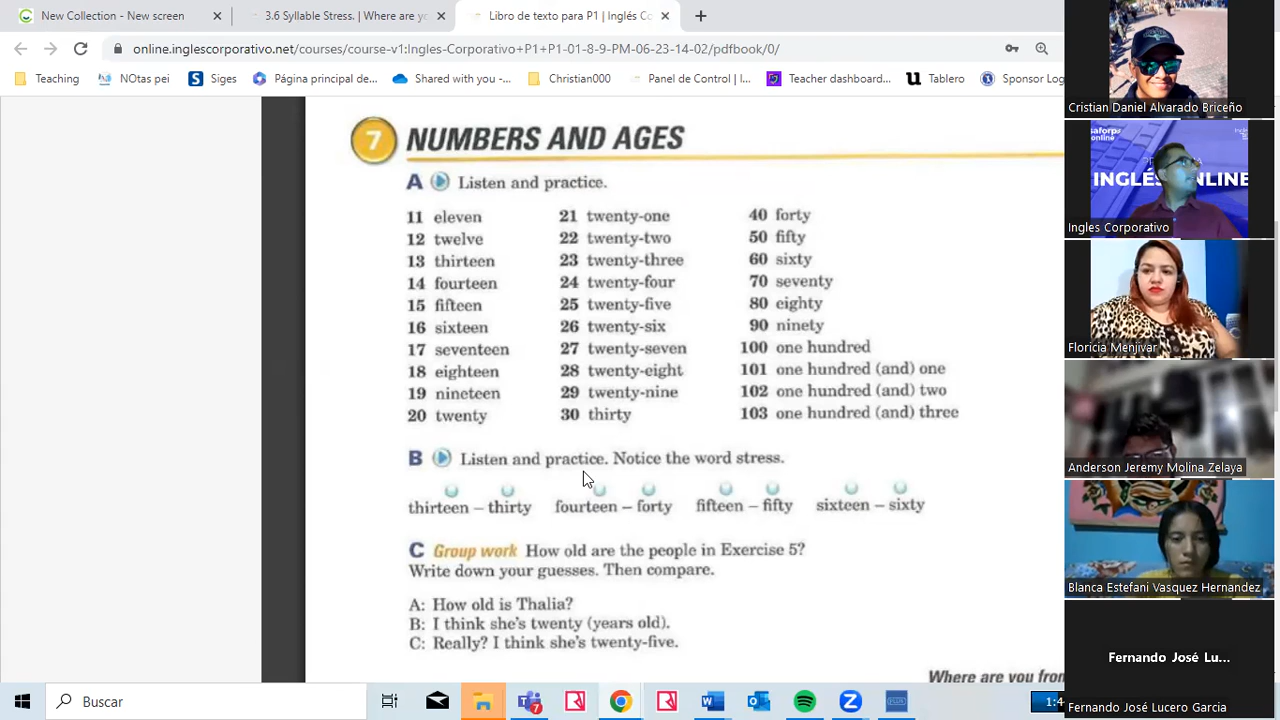 New collection - New screen
3.6 Syllable Stress. | Where are yo
Libro de texto para P1 | Inglés Co
online.inglescorporativo.net/courses/course-v1:Ingles-Corporativo+P1+P1-01-8-9-PM-06-23-14-02/pdfbook/0/
Teaching
NOtas pei
Siges
Página principal de...
Shared with you -...
Christian000
Panel de Control | I...
Teacher dashboard...
Tablero
Sponsor Log
7 NUMBERS AND AGES
A Listen and practice.
11 eleven
12 twelve
13 thirteen
14 fourteen
15 fifteen
16 sixteen
17 seventeen
18 eighteen
19 nineteen
20 twenty
21 twenty-one
22 twenty-two
23 twenty-three
24 twenty-four
25 twenty-five
26 twenty-six
27 twenty-seven
28 twenty-eight
29 twenty-nine
30 thirty
40 forty
50 fifty
60 sixty
70 seventy
80 eighty
90 ninety
100 one hundred
101 one hundred (and) one
102 one hundred (and) two
103 one hundred (and) three
B Listen and practice. Notice the word stress.
thirteen – thirty fourteen – forty fifteen – fifty sixteen – sixty
C Group work How old are the people in Exercise 5?
Write down your guesses. Then compare.
A: How old is Thalia?
B: I think she's twenty (years old).
C: Really? I think she's twenty-five.
Where are you from
Buscar
7
1:4
Cristian Daniel Alvarado Briceño
INGLÉS ONLINE
Ingles Corporativo
Floricia Menjivar
Anderson Jeremy Molina Zelaya
Blanca Estefani Vasquez Hernandez
Fernando José Lu...
Fernando José Lucero Garcia